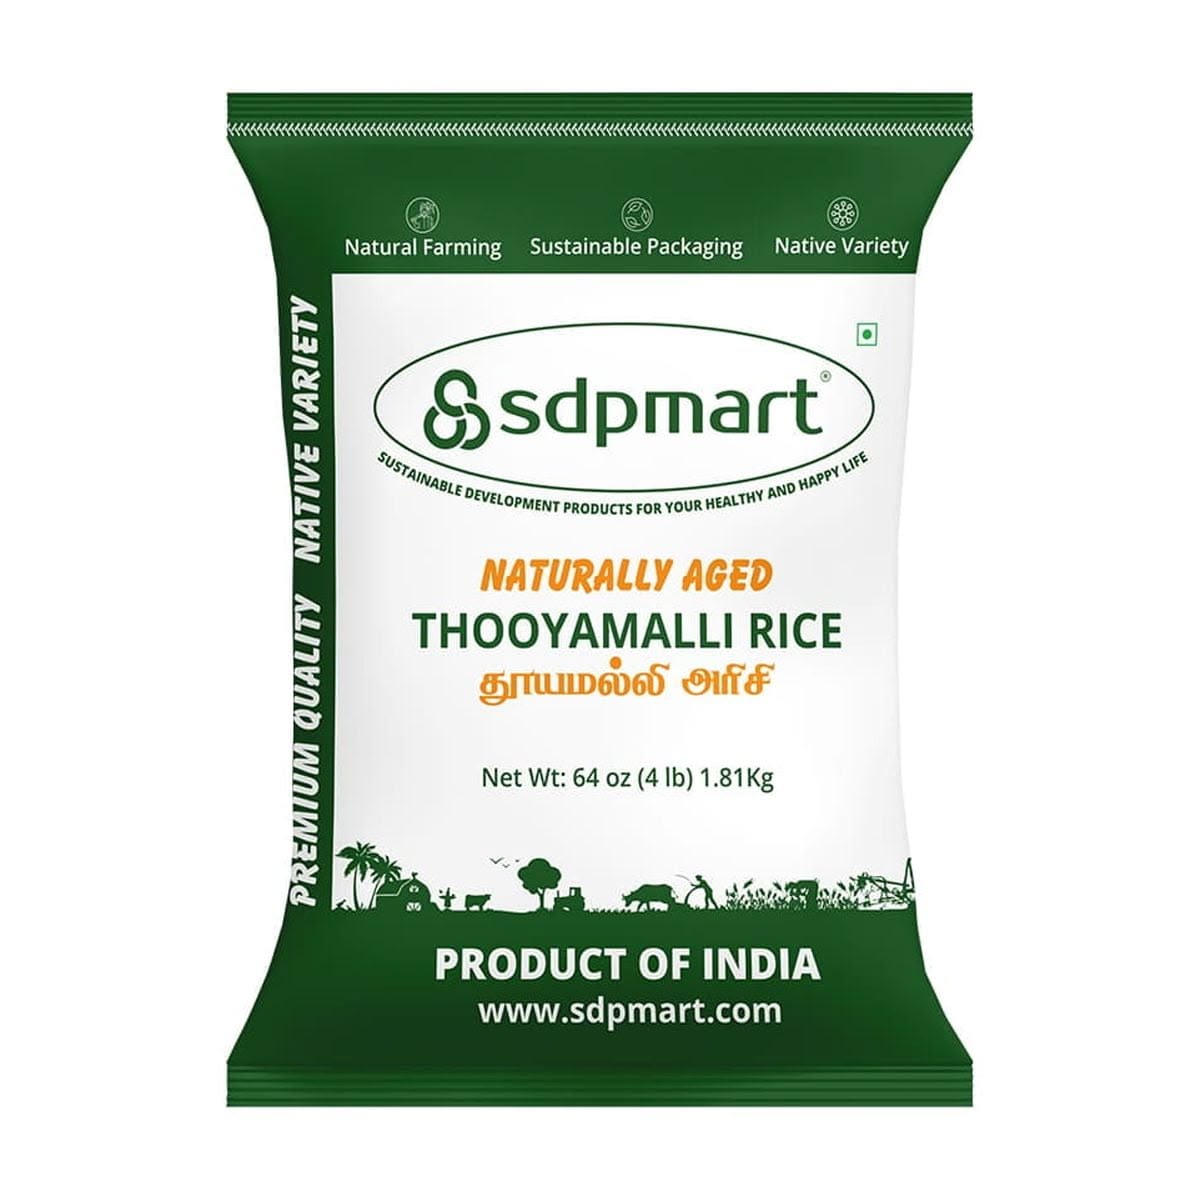 Natural Farming
Sustainable Packaging
Native Variety
PREMIUM QUALITY NATIVE VARIETY
sdpmart®
SUSTAINABLE DEVELOPMENT PRODUCTS FOR YOUR HEALTHY AND HAPPY LIFE
NATURALLY AGED
THOOYAMALLI RICE
தூயமல்லி அரிசி
Net Wt: 64 oz (4 lb) 1.81Kg
PRODUCT OF INDIA
www.sdpmart.com